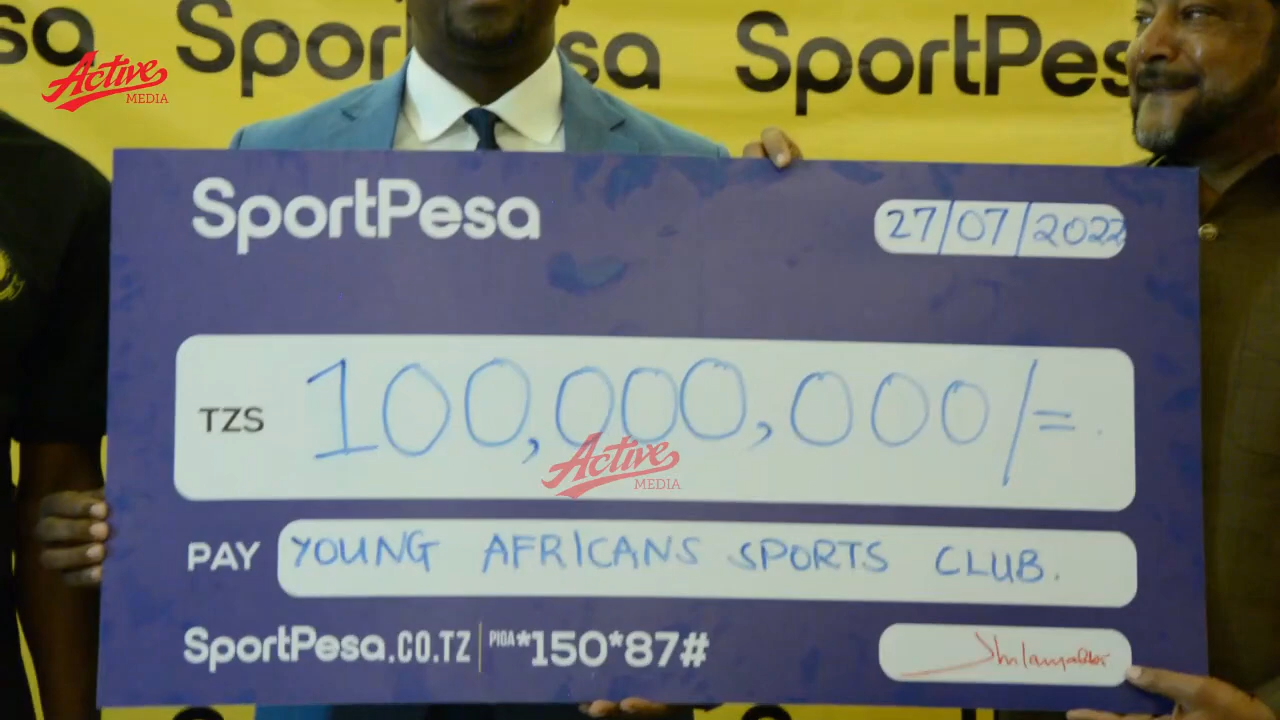 SportPesa SportPesa
Active
MEDIA
SportPesa
27/07/2022
TZS 100,000,000/=
Active
MEDIA
PAY YOUNG AFRICANS SPORTS CLUB.
SportPesa.CO.TZ PIGA*150*87#